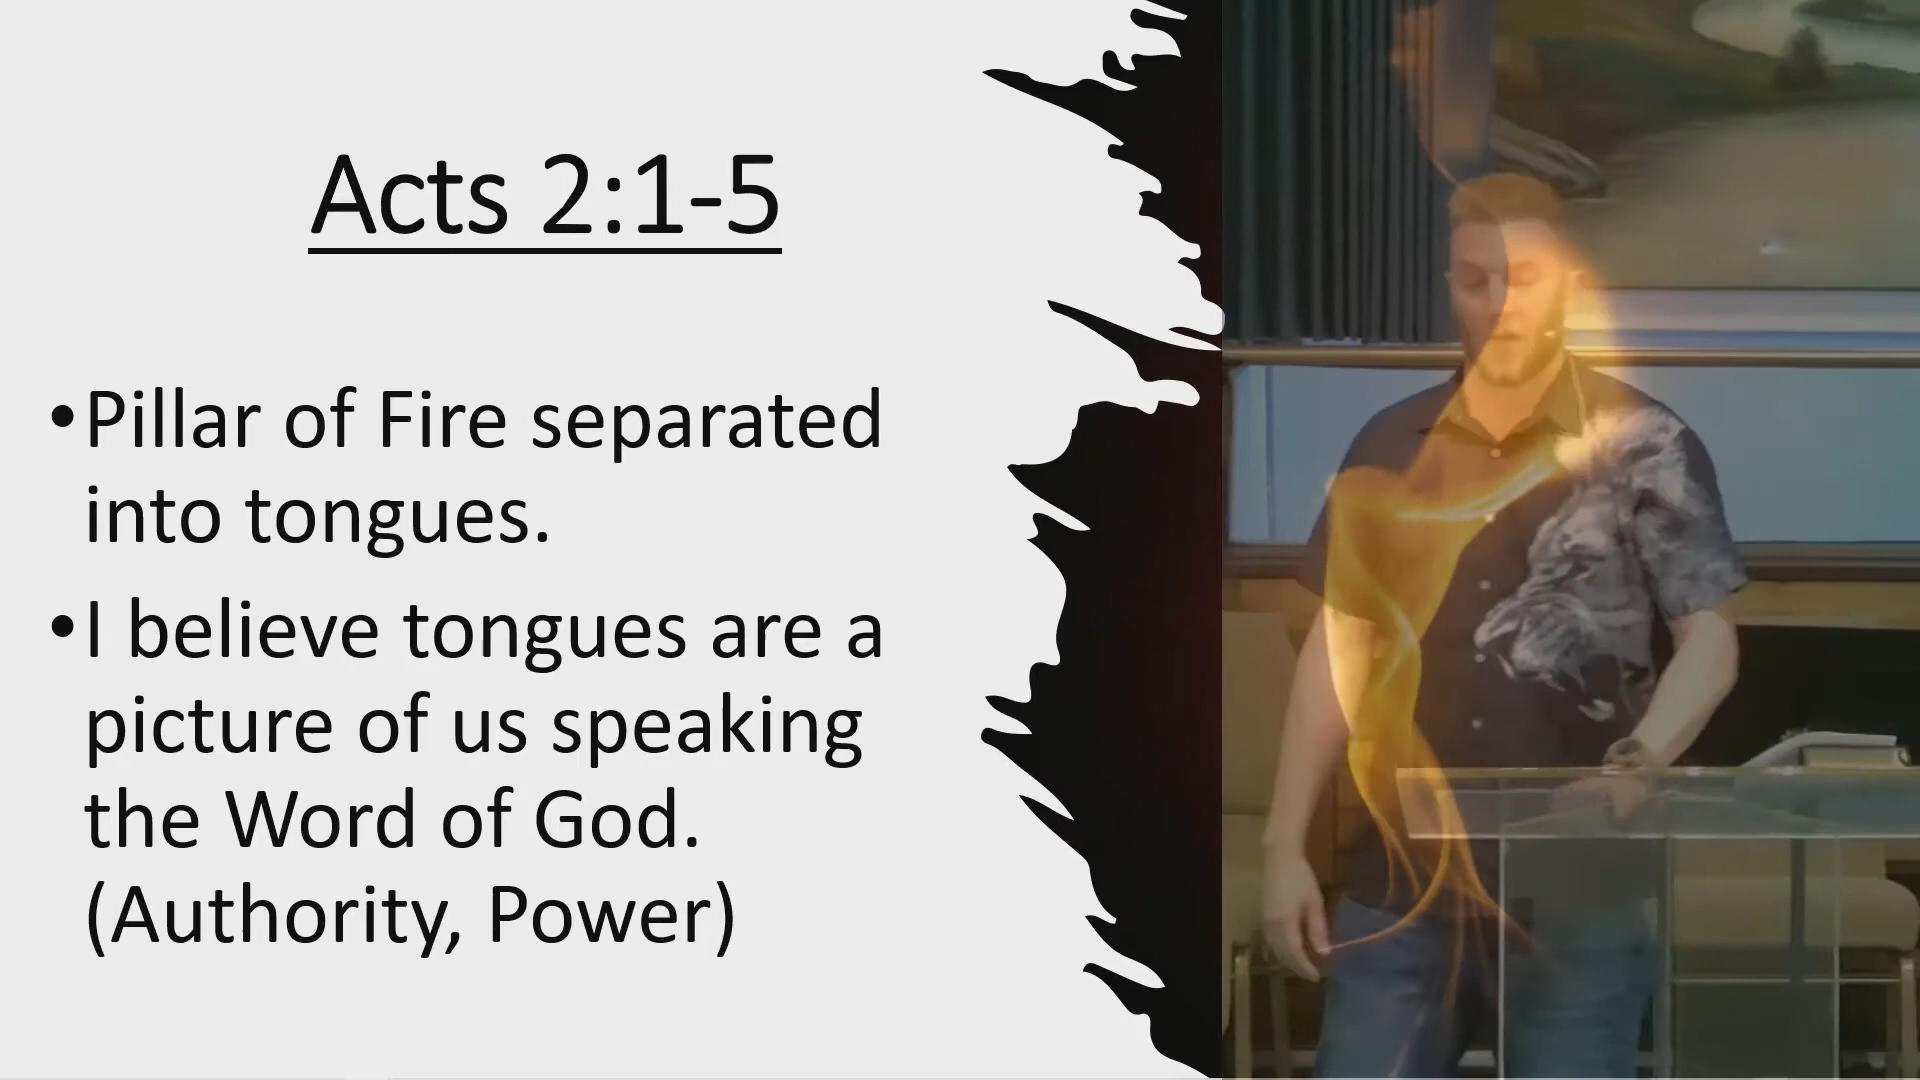 Acts 2:1-5
•Pillar of Fire separated
into tongues.
•I believe tongues are a
picture of us speaking
the Word of God.
(Authority, Power)